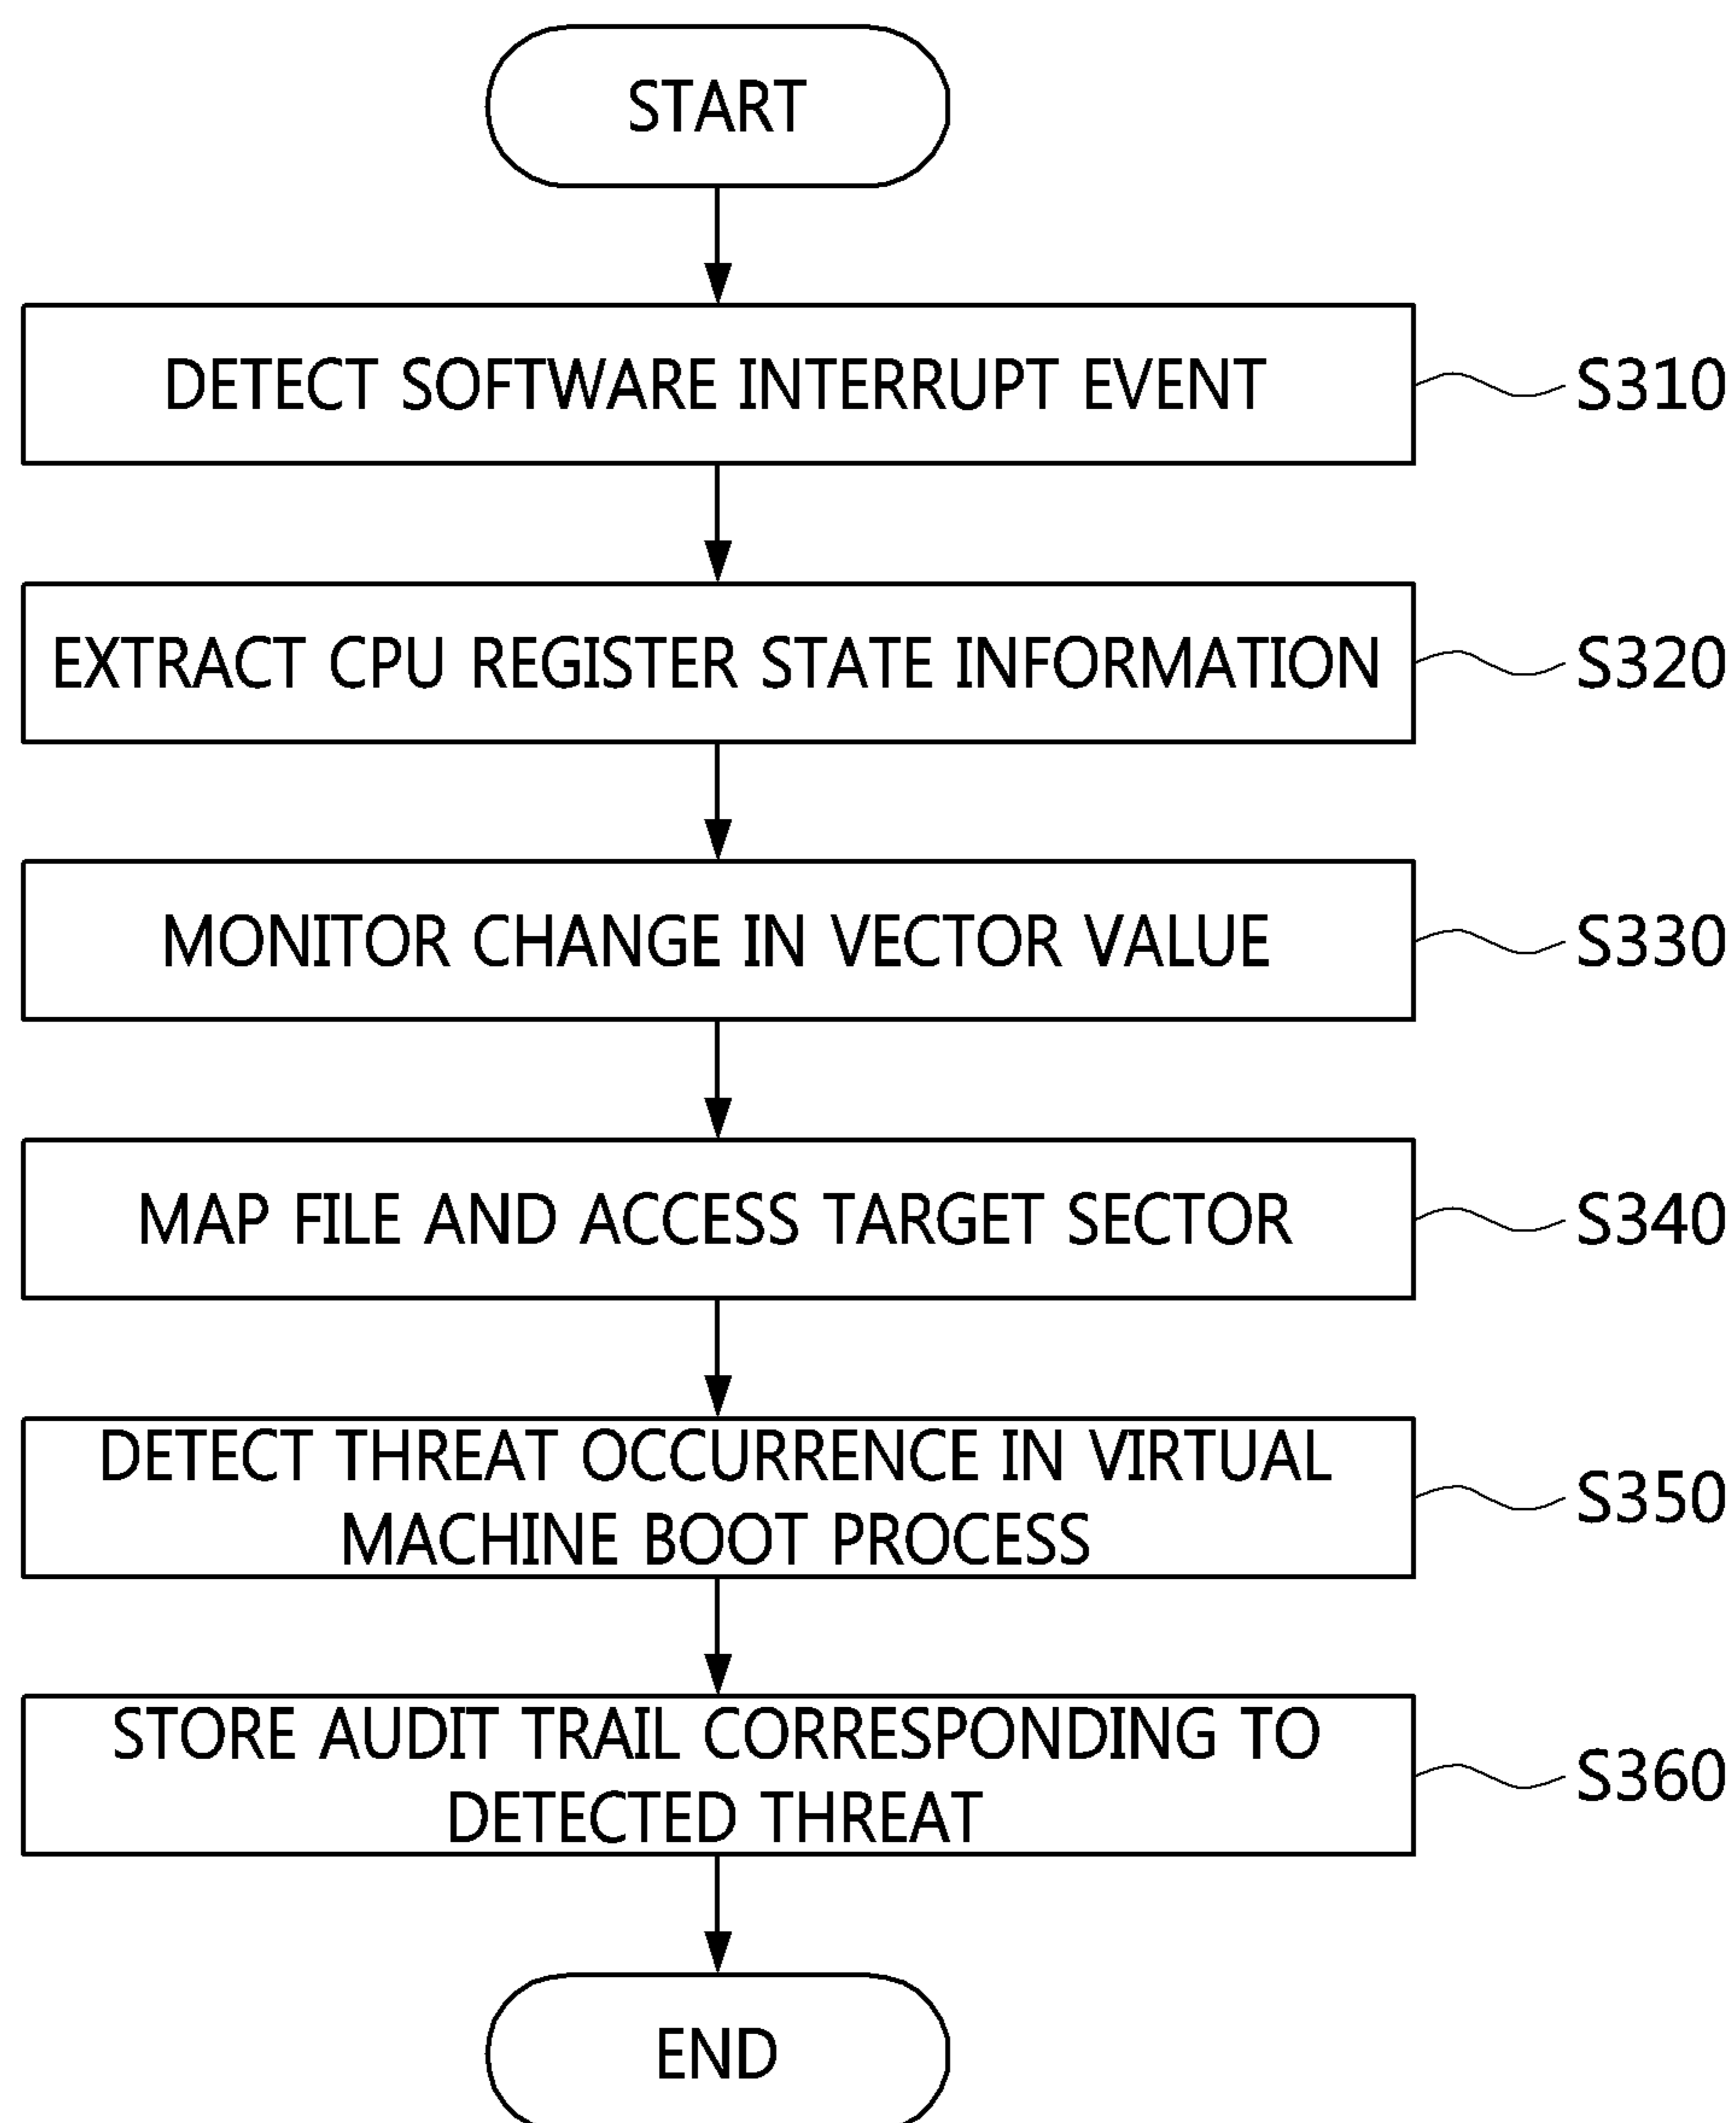 START
DETECT SOFTWARE INTERRUPT EVENT
S310
EXTRACT CPU REGISTER STATE INFORMATION
S320
MONITOR CHANGE IN VECTOR VALUE
S330
MAP FILE AND ACCESS TARGET SECTOR
S340
DETECT THREAT OCCURRENCE IN VIRTUAL
MACHINE BOOT PROCESS
S350
STORE AUDIT TRAIL CORRESPONDING TO
DETECTED THREAT
S360
END